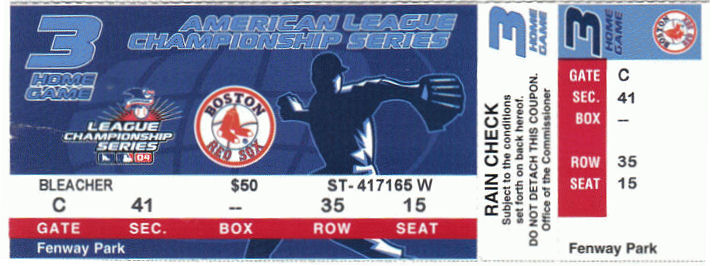 3
HOME
GAME
AMERICAN LEAGUE
CHAMPIONSHIP SERIES
LEAGUE
CHAMPIONSHIP
SERIES
04
BOSTON
RED SOX
BLEACHER $50 ST- 417165 W
C 41 -- 35 15
GATE SEC. BOX ROW SEAT
Fenway Park
3
HOME
GAME
RAIN CHECK
Subject to the conditions
set forth on back hereof.
DO NOT DETACH THIS COUPON.
Office of the Commissioner
3
HOME
GAME
GATE C
SEC. 41
BOX --
ROW 35
SEAT 15
Fenway Park